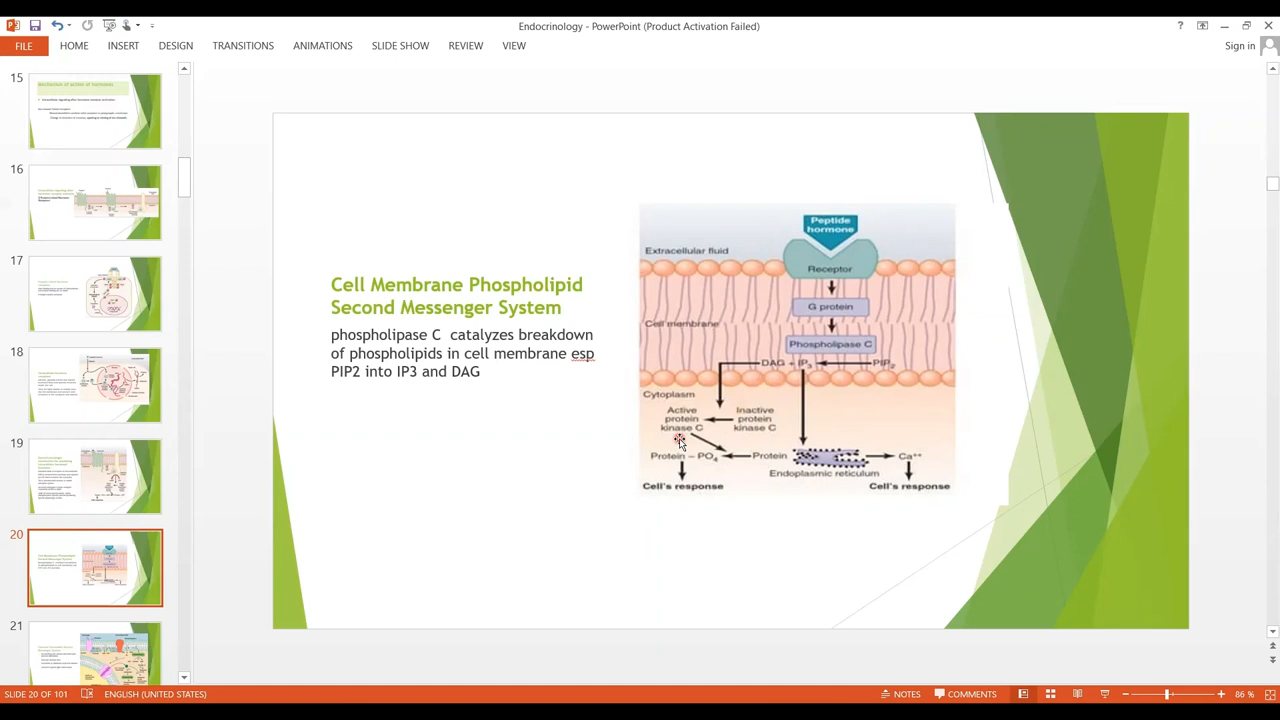 Endocrinology - PowerPoint (Product Activation Failed)
FILE HOME INSERT DESIGN TRANSITIONS ANIMATIONS SLIDE SHOW REVIEW VIEW Sign in
15
16
17
18
19
20
21
Cell Membrane Phospholipid
Second Messenger System
phospholipase C catalyzes breakdown
of phospholipids in cell membrane esp
PIP2 into IP3 and DAG
Peptide
hormone
Extracellular fluid
Receptor
G protein
Cell membrane
Phospholipase C
DAG + IP3 PIP2
Cytoplasm
Active
protein
kinase C
Inactive
protein
kinase C
Protein – PO4 Protein Ca++
Endoplasmic reticulum
Cell's response Cell's response
SLIDE 20 OF 101 ENGLISH (UNITED STATES) NOTES COMMENTS 86 %